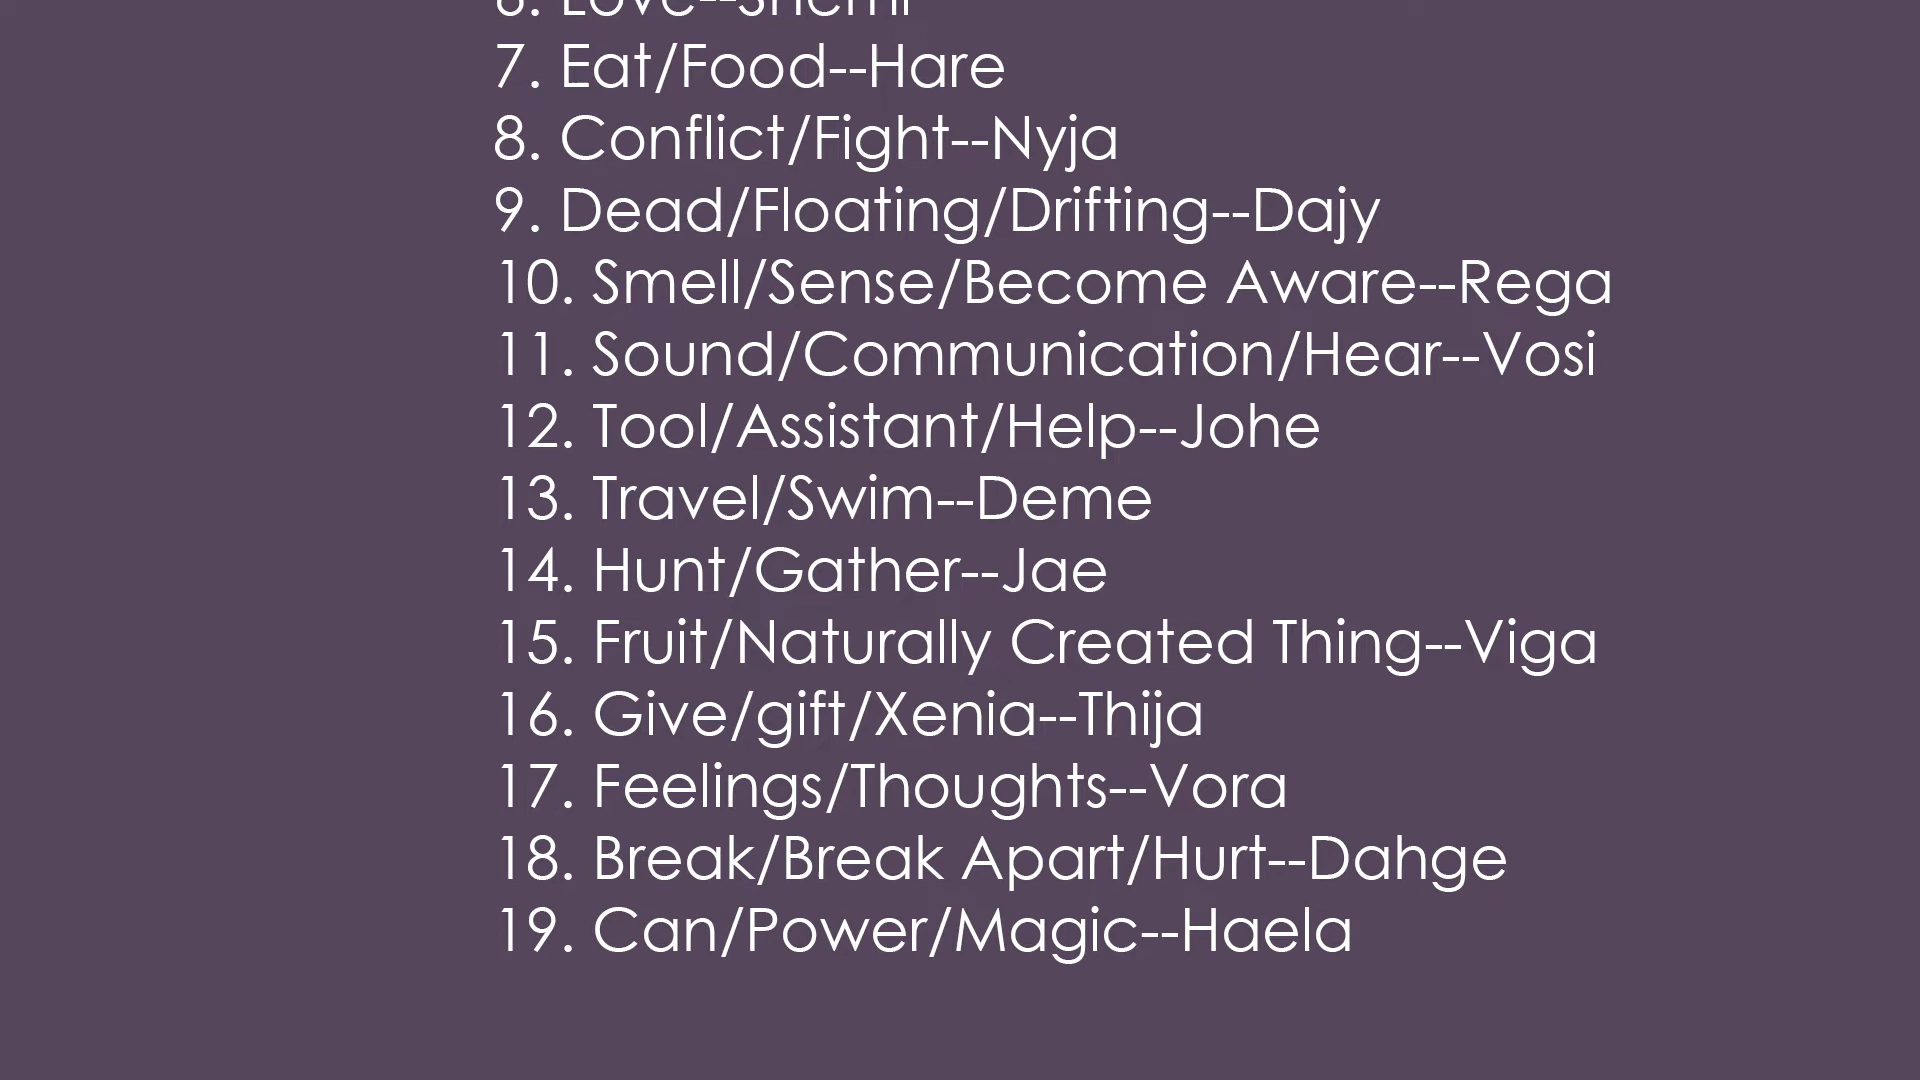 6. Love--Shemi
7. Eat/Food--Hare
8. Conflict/Fight--Nyja
9. Dead/Floating/Drifting--Dajy
10. Smell/Sense/Become Aware--Rega
11. Sound/Communication/Hear--Vosi
12. Tool/Assistant/Help--Johe
13. Travel/Swim--Deme
14. Hunt/Gather--Jae
15. Fruit/Naturally Created Thing--Viga
16. Give/gift/Xenia--Thija
17. Feelings/Thoughts--Vora
18. Break/Break Apart/Hurt--Dahge
19. Can/Power/Magic--Haela